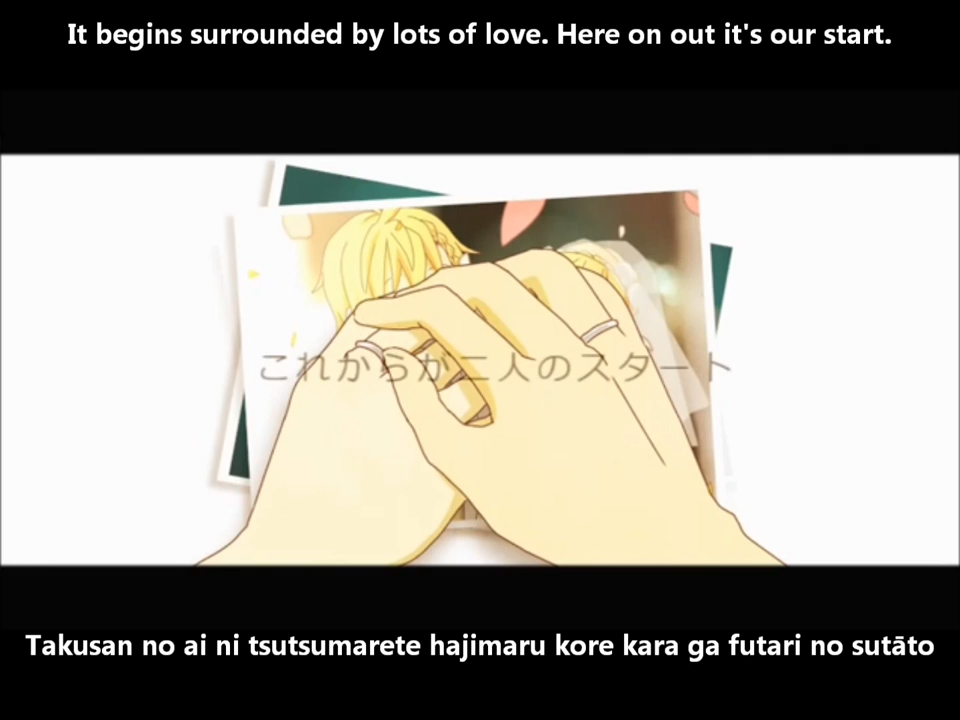 It begins surrounded by lots of love. Here on out it's our start.
これからが二人のスタート
Takusan no ai ni tsutsumarete hajimaru kore kara ga futari no sutāto